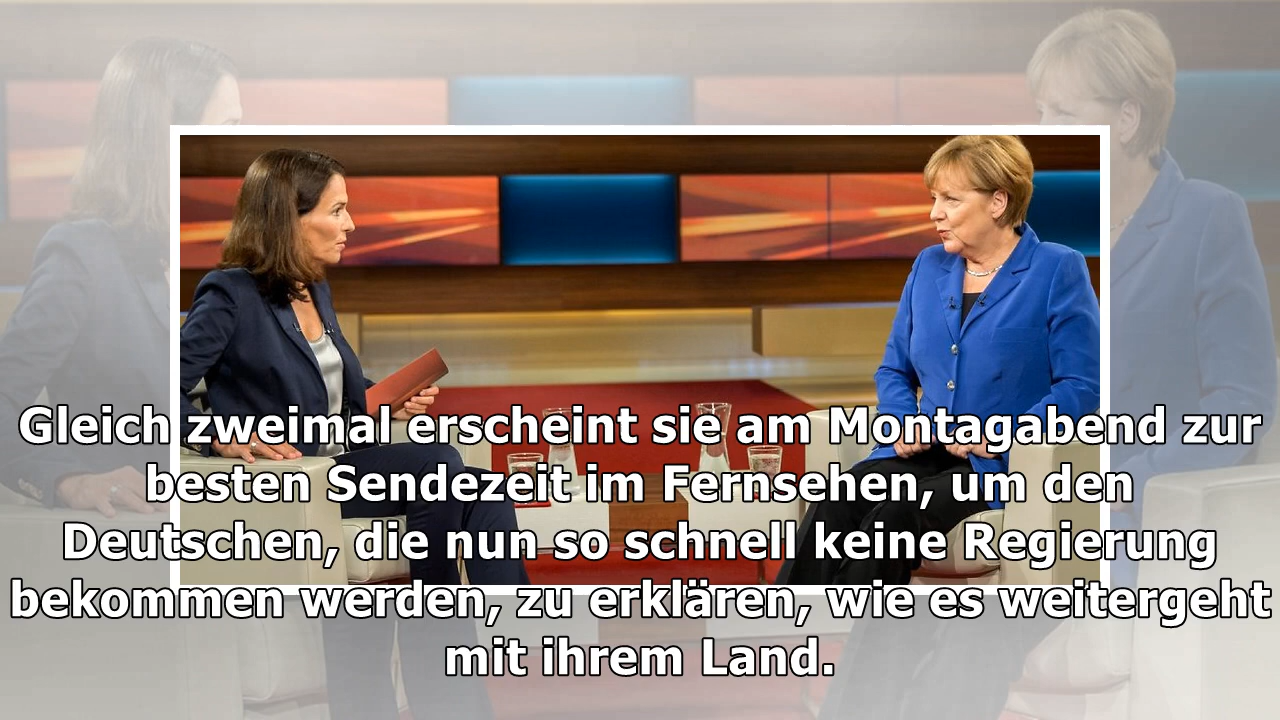 Gleich zweimal erscheint sie am Montagabend zur
besten Sendezeit im Fernsehen, um den
Deutschen, die nun so schnell keine Regierung
bekommen werden, zu erklären, wie es weitergeht
mit ihrem Land.